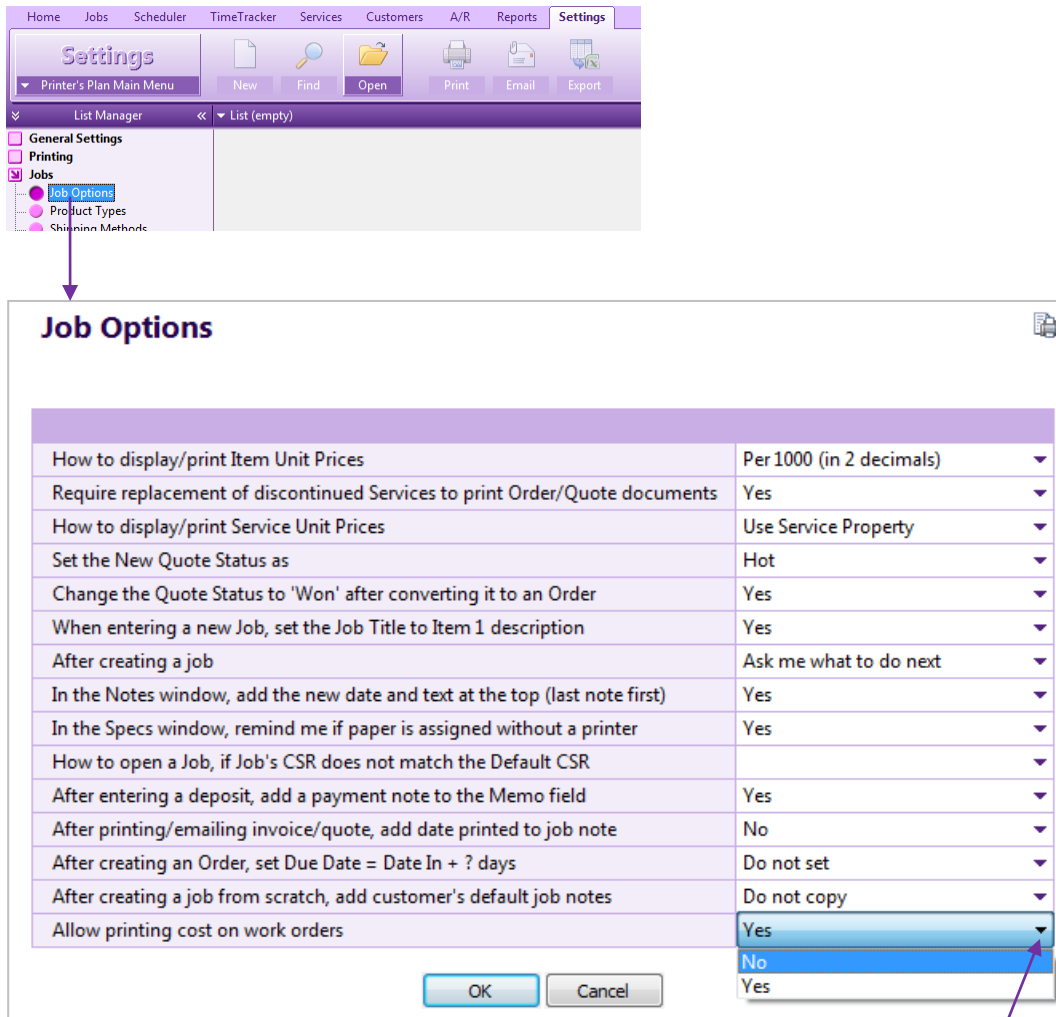 Home Jobs Scheduler TimeTracker Services Customers A/R Reports Settings
Settings
Printer's Plan Main Menu New Find Open Print Email Export
List Manager List (empty)
General Settings
Printing
Jobs
Job Options
Product Types
Shipping Methods
Job Options
How to display/print Item Unit Prices Per 1000 (in 2 decimals)
Require replacement of discontinued Services to print Order/Quote documents Yes
How to display/print Service Unit Prices Use Service Property
Set the New Quote Status as Hot
Change the Quote Status to 'Won' after converting it to an Order Yes
When entering a new Job, set the Job Title to Item 1 description Yes
After creating a job Ask me what to do next
In the Notes window, add the new date and text at the top (last note first) Yes
In the Specs window, remind me if paper is assigned without a printer Yes
How to open a Job, if Job's CSR does not match the Default CSR
After entering a deposit, add a payment note to the Memo field Yes
After printing/emailing invoice/quote, add date printed to job note No
After creating an Order, set Due Date = Date In + ? days Do not set
After creating a job from scratch, add customer's default job notes Do not copy
Allow printing cost on work orders Yes
No
Yes
OK Cancel